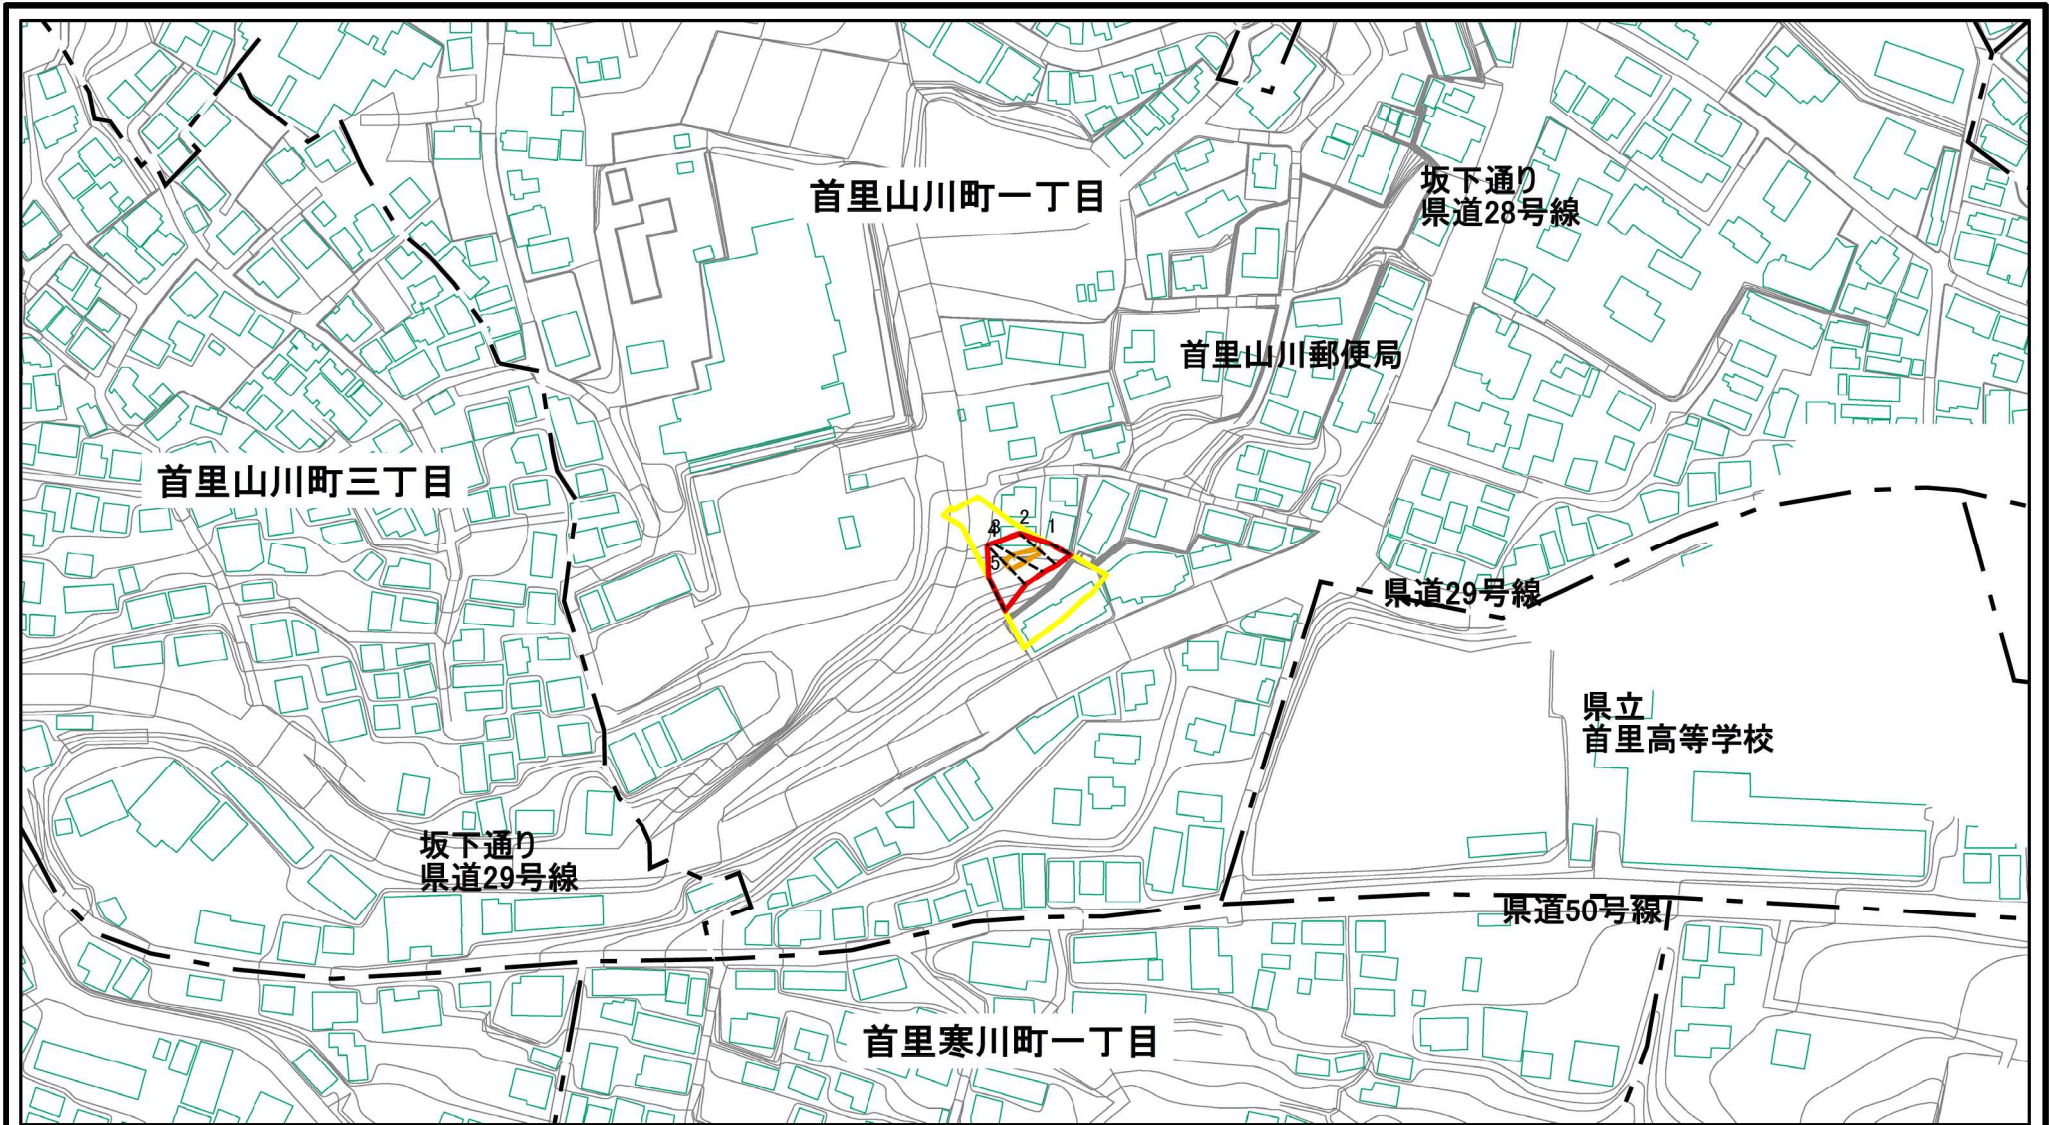 首里山川町一丁目
坂下通り
県道28号線
首里山川郵便局
首里山川町三丁目
2
1
5
県道29号線
県立
首里高等学校
坂下通り
県道29号線
県道50号線
首里寒川町一丁目